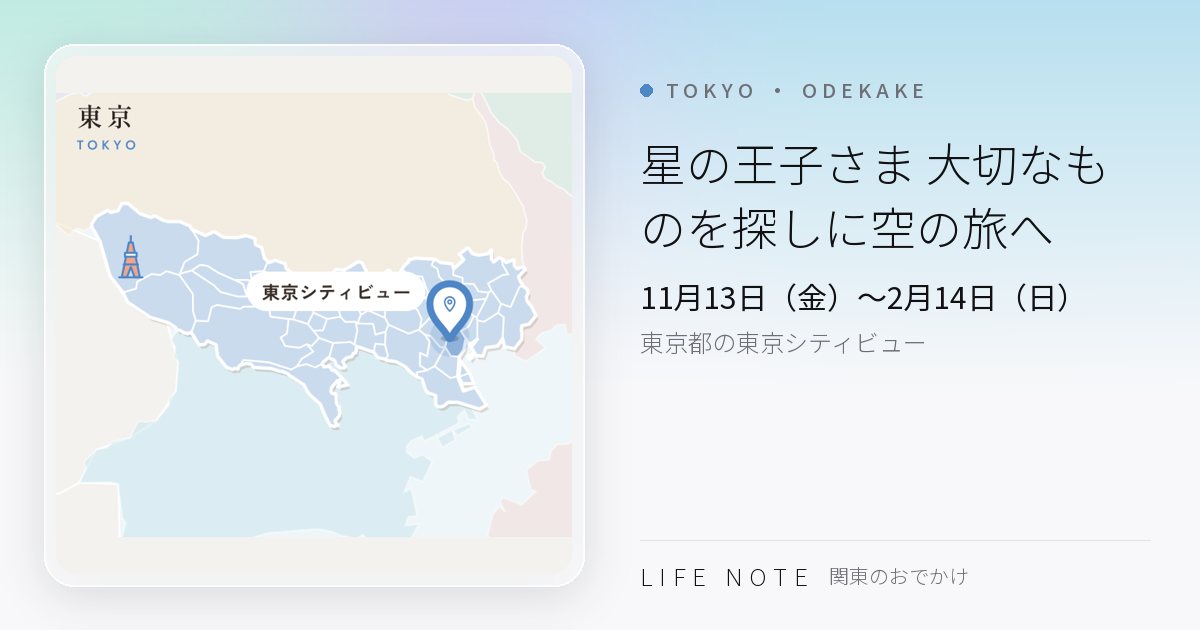 東京
TOKYO
東京シティビュー
TOKYO • ODEKAKE
星の王子さま 大切なも
のを探しに空の旅へ
11月13日（金）〜2月14日（日）
東京都の東京シティビュー
LIFE NOTE 関東のおでかけ